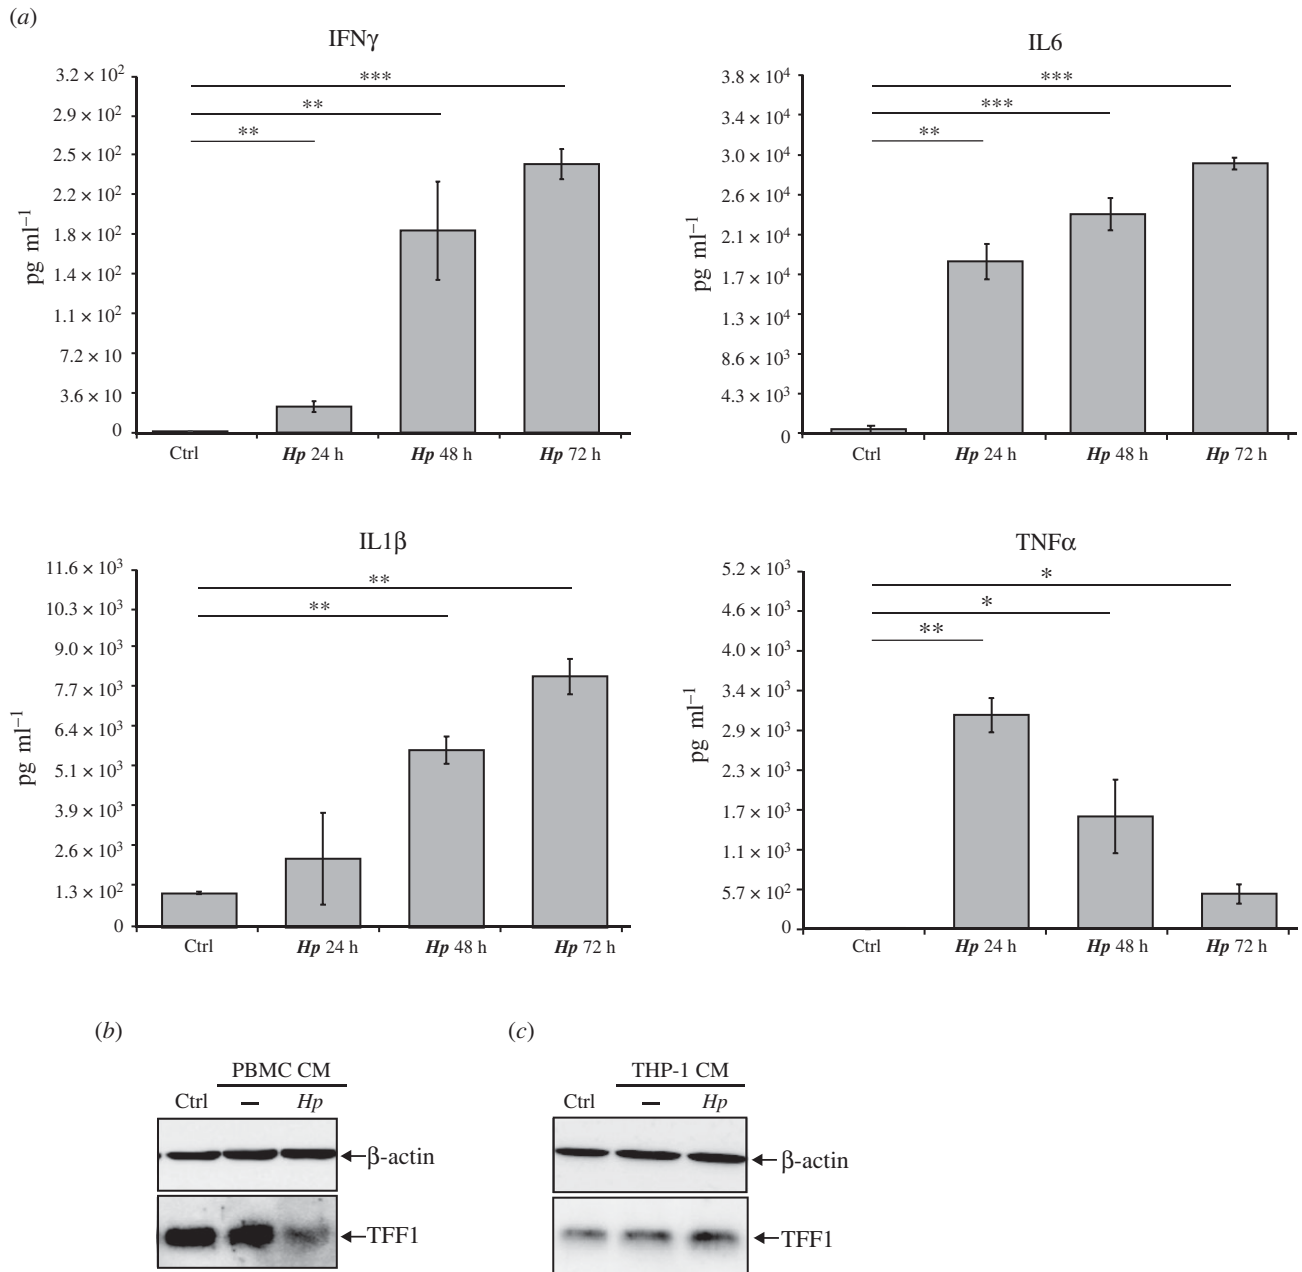 (a)
IFNγ
3.2 × 10²
2.9 × 10²
2.5 × 10²
2.2 × 10²
1.8 × 10²
1.4 × 10²
1.1 × 10²
7.2 × 10
3.6 × 10
0
pg ml⁻¹
***
**
**
Ctrl Hp 24 h Hp 48 h Hp 72 h
IL6
3.8 × 10⁴
3.4 × 10⁴
3.0 × 10⁴
2.6 × 10⁴
2.1 × 10⁴
1.7 × 10⁴
1.3 × 10⁴
8.6 × 10³
4.3 × 10³
0
pg ml⁻¹
***
***
**
Ctrl Hp 24 h Hp 48 h Hp 72 h
IL1β
11.6 × 10³
10.3 × 10³
9.0 × 10³
7.7 × 10³
6.4 × 10³
5.1 × 10³
3.9 × 10³
2.6 × 10³
1.3 × 10²
0
pg ml⁻¹
**
**
Ctrl Hp 24 h Hp 48 h Hp 72 h
TNFα
5.2 × 10³
4.6 × 10³
4.0 × 10³
3.4 × 10³
2.9 × 10³
2.3 × 10³
1.7 × 10³
1.1 × 10³
5.7 × 10²
0
pg ml⁻¹
*
*
**
Ctrl Hp 24 h Hp 48 h Hp 72 h
(b)
PBMC CM
Ctrl – Hp
β-actin
TFF1
(c)
THP-1 CM
Ctrl – Hp
β-actin
TFF1